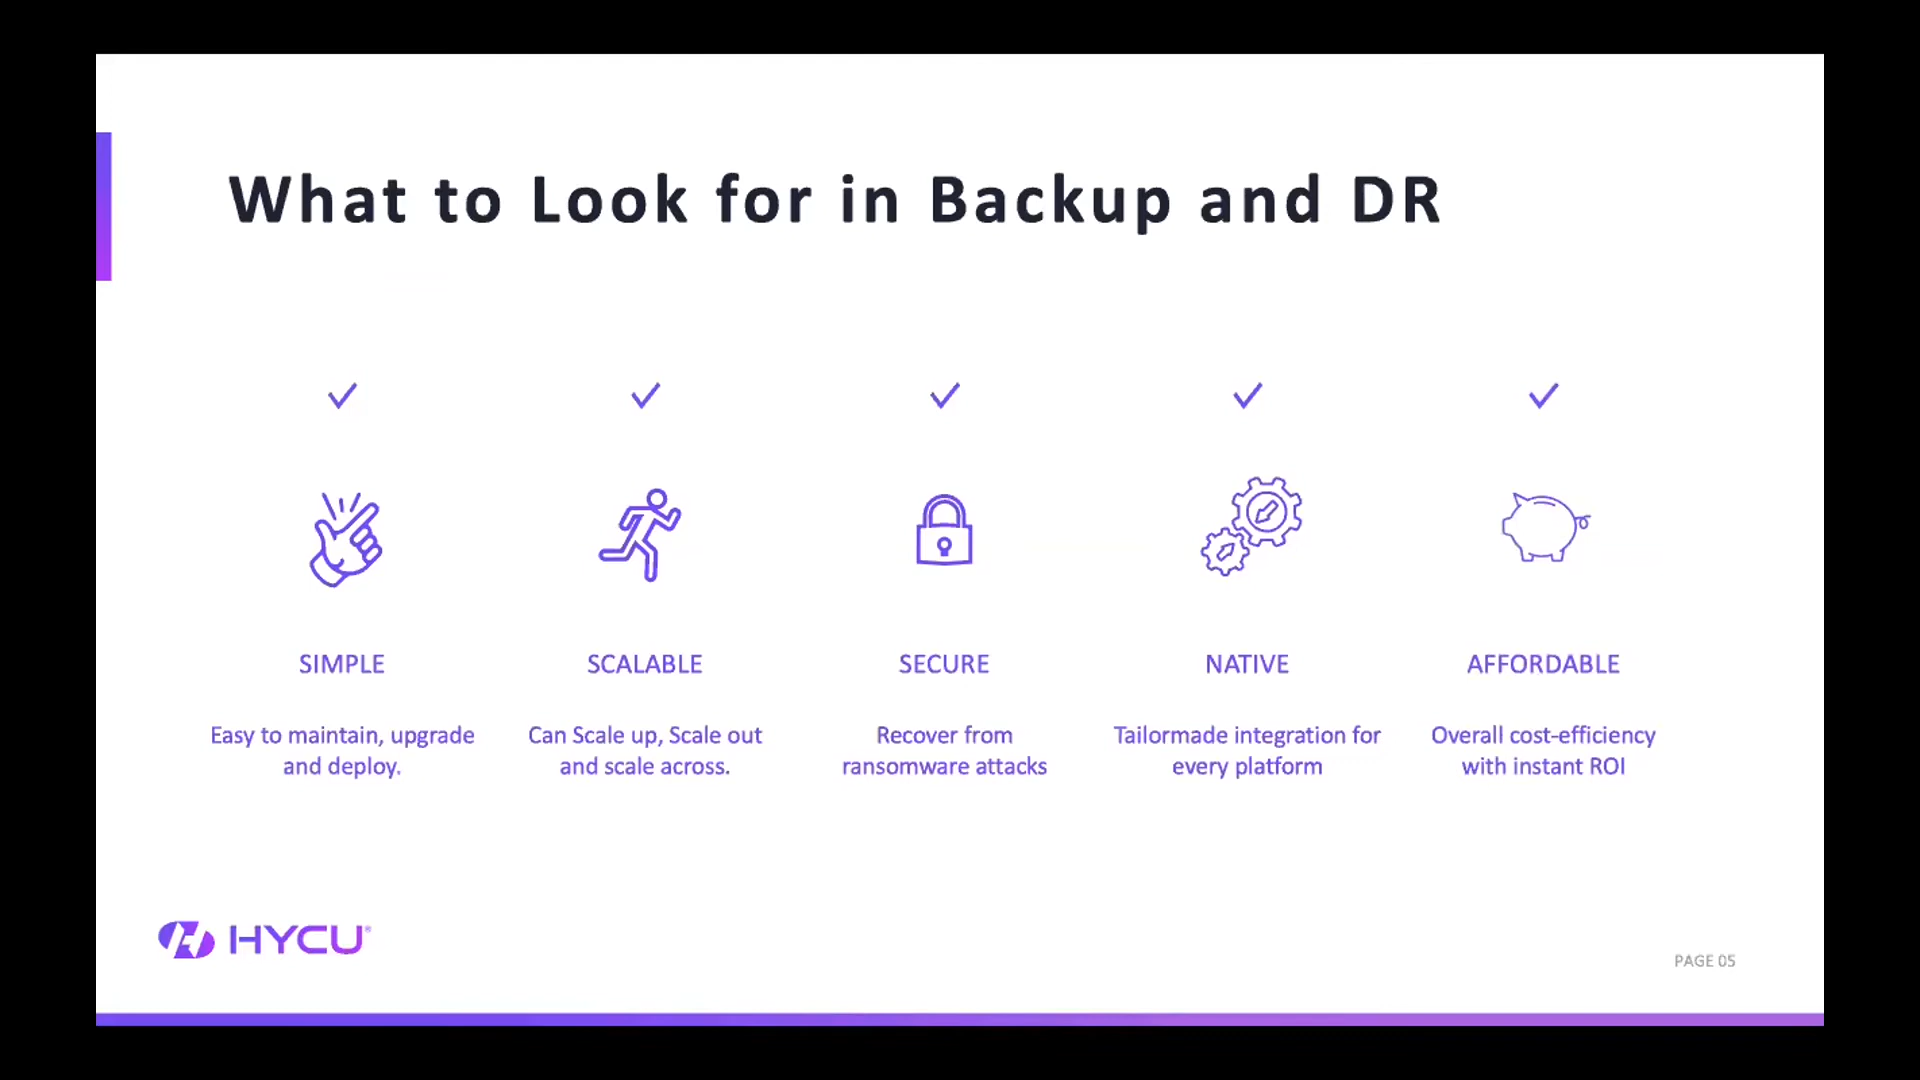 What to Look for in Backup and DR
SIMPLE
Easy to maintain, upgrade
and deploy.
SCALABLE
Can Scale up, Scale out
and scale across.
SECURE
Recover from
ransomware attacks
NATIVE
Tailormade integration for
every platform
AFFORDABLE
Overall cost-efficiency
with instant ROI
HYCU®
PAGE 05